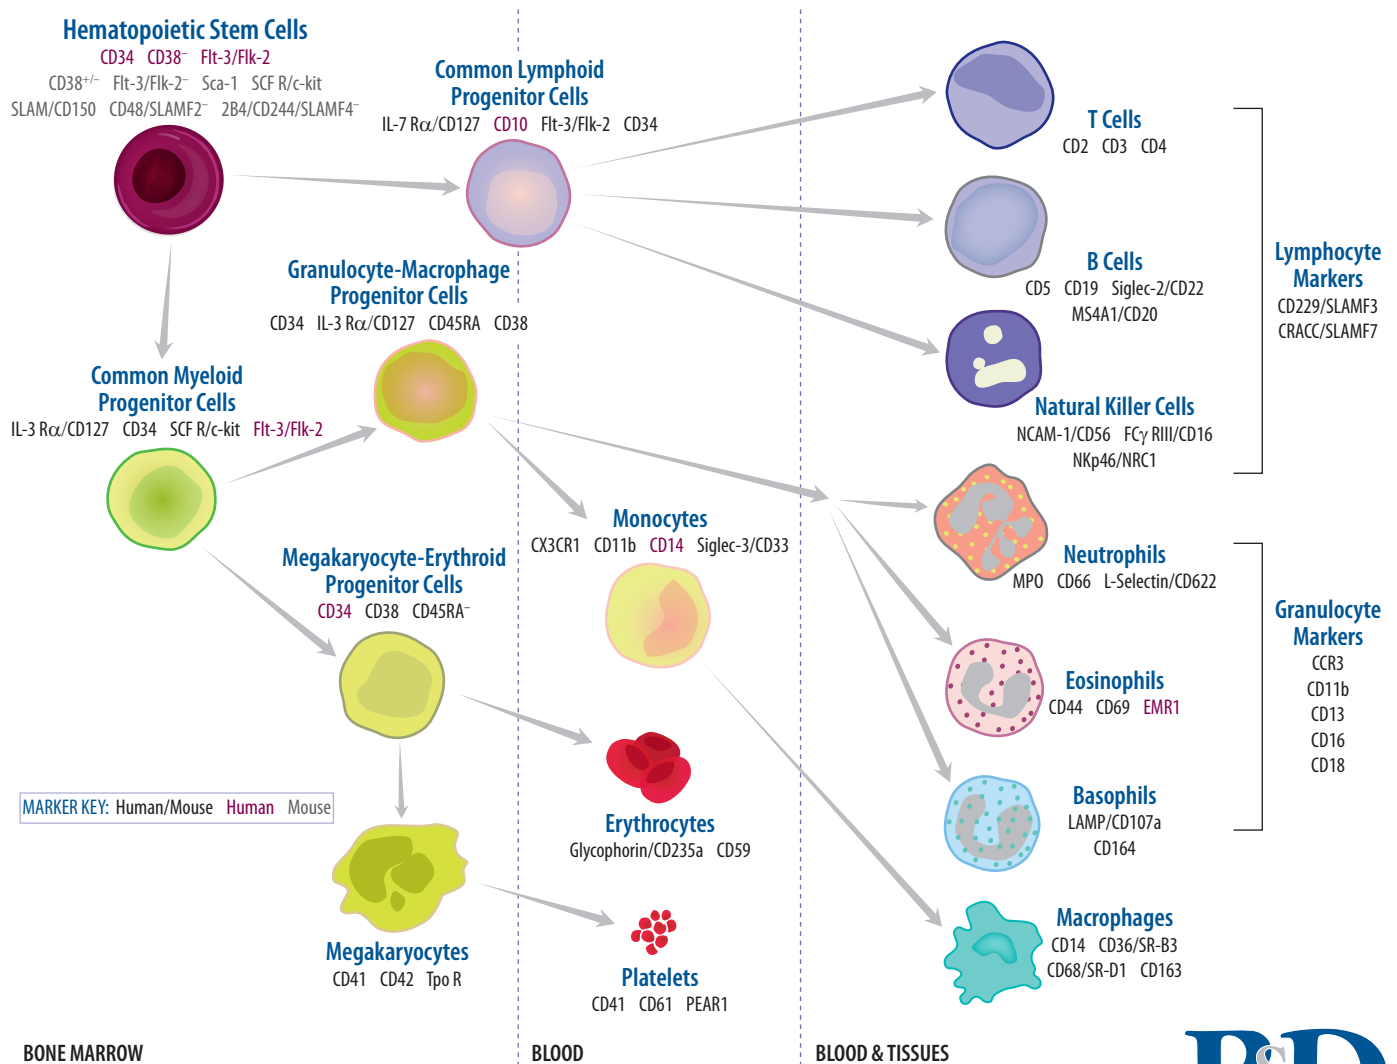 Hematopoietic Stem Cells
CD34 CD38⁻ Flt-3/Flk-2
CD38⁺/⁻ Flt-3/Flk-2⁻ Sca-1 SCF R/c-kit
SLAM/CD150 CD48/SLAMF2⁻ 2B4/CD244/SLAMF4⁻
Common Lymphoid
Progenitor Cells
IL-7 Rα/CD127 CD10 Flt-3/Flk-2 CD34
T Cells
CD2 CD3 CD4
B Cells
CD5 CD19 Siglec-2/CD22
MS4A1/CD20
Natural Killer Cells
NCAM-1/CD56 FCγ RIII/CD16
NKp46/NRC1
Lymphocyte
Markers
CD229/SLAMF3
CRACC/SLAMF7
Granulocyte-Macrophage
Progenitor Cells
CD34 IL-3 Rα/CD127 CD45RA CD38
Common Myeloid
Progenitor Cells
IL-3 Rα/CD127 CD34 SCF R/c-kit Flt-3/Flk-2
Monocytes
CX3CR1 CD11b CD14 Siglec-3/CD33
Megakaryocyte-Erythroid
Progenitor Cells
CD34 CD38 CD45RA⁻
Neutrophils
MPO CD66 L-Selectin/CD622
Eosinophils
CD44 CD69 EMR1
Basophils
LAMP/CD107a
CD164
Granulocyte
Markers
CCR3
CD11b
CD13
CD16
CD18
MARKER KEY: Human/Mouse Human Mouse
Erythrocytes
Glycophorin/CD235a CD59
Megakaryocytes
CD41 CD42 Tpo R
Platelets
CD41 CD61 PEAR1
Macrophages
CD14 CD36/SR-B3
CD68/SR-D1 CD163
BONE MARROW
BLOOD
BLOOD & TISSUES
R&D